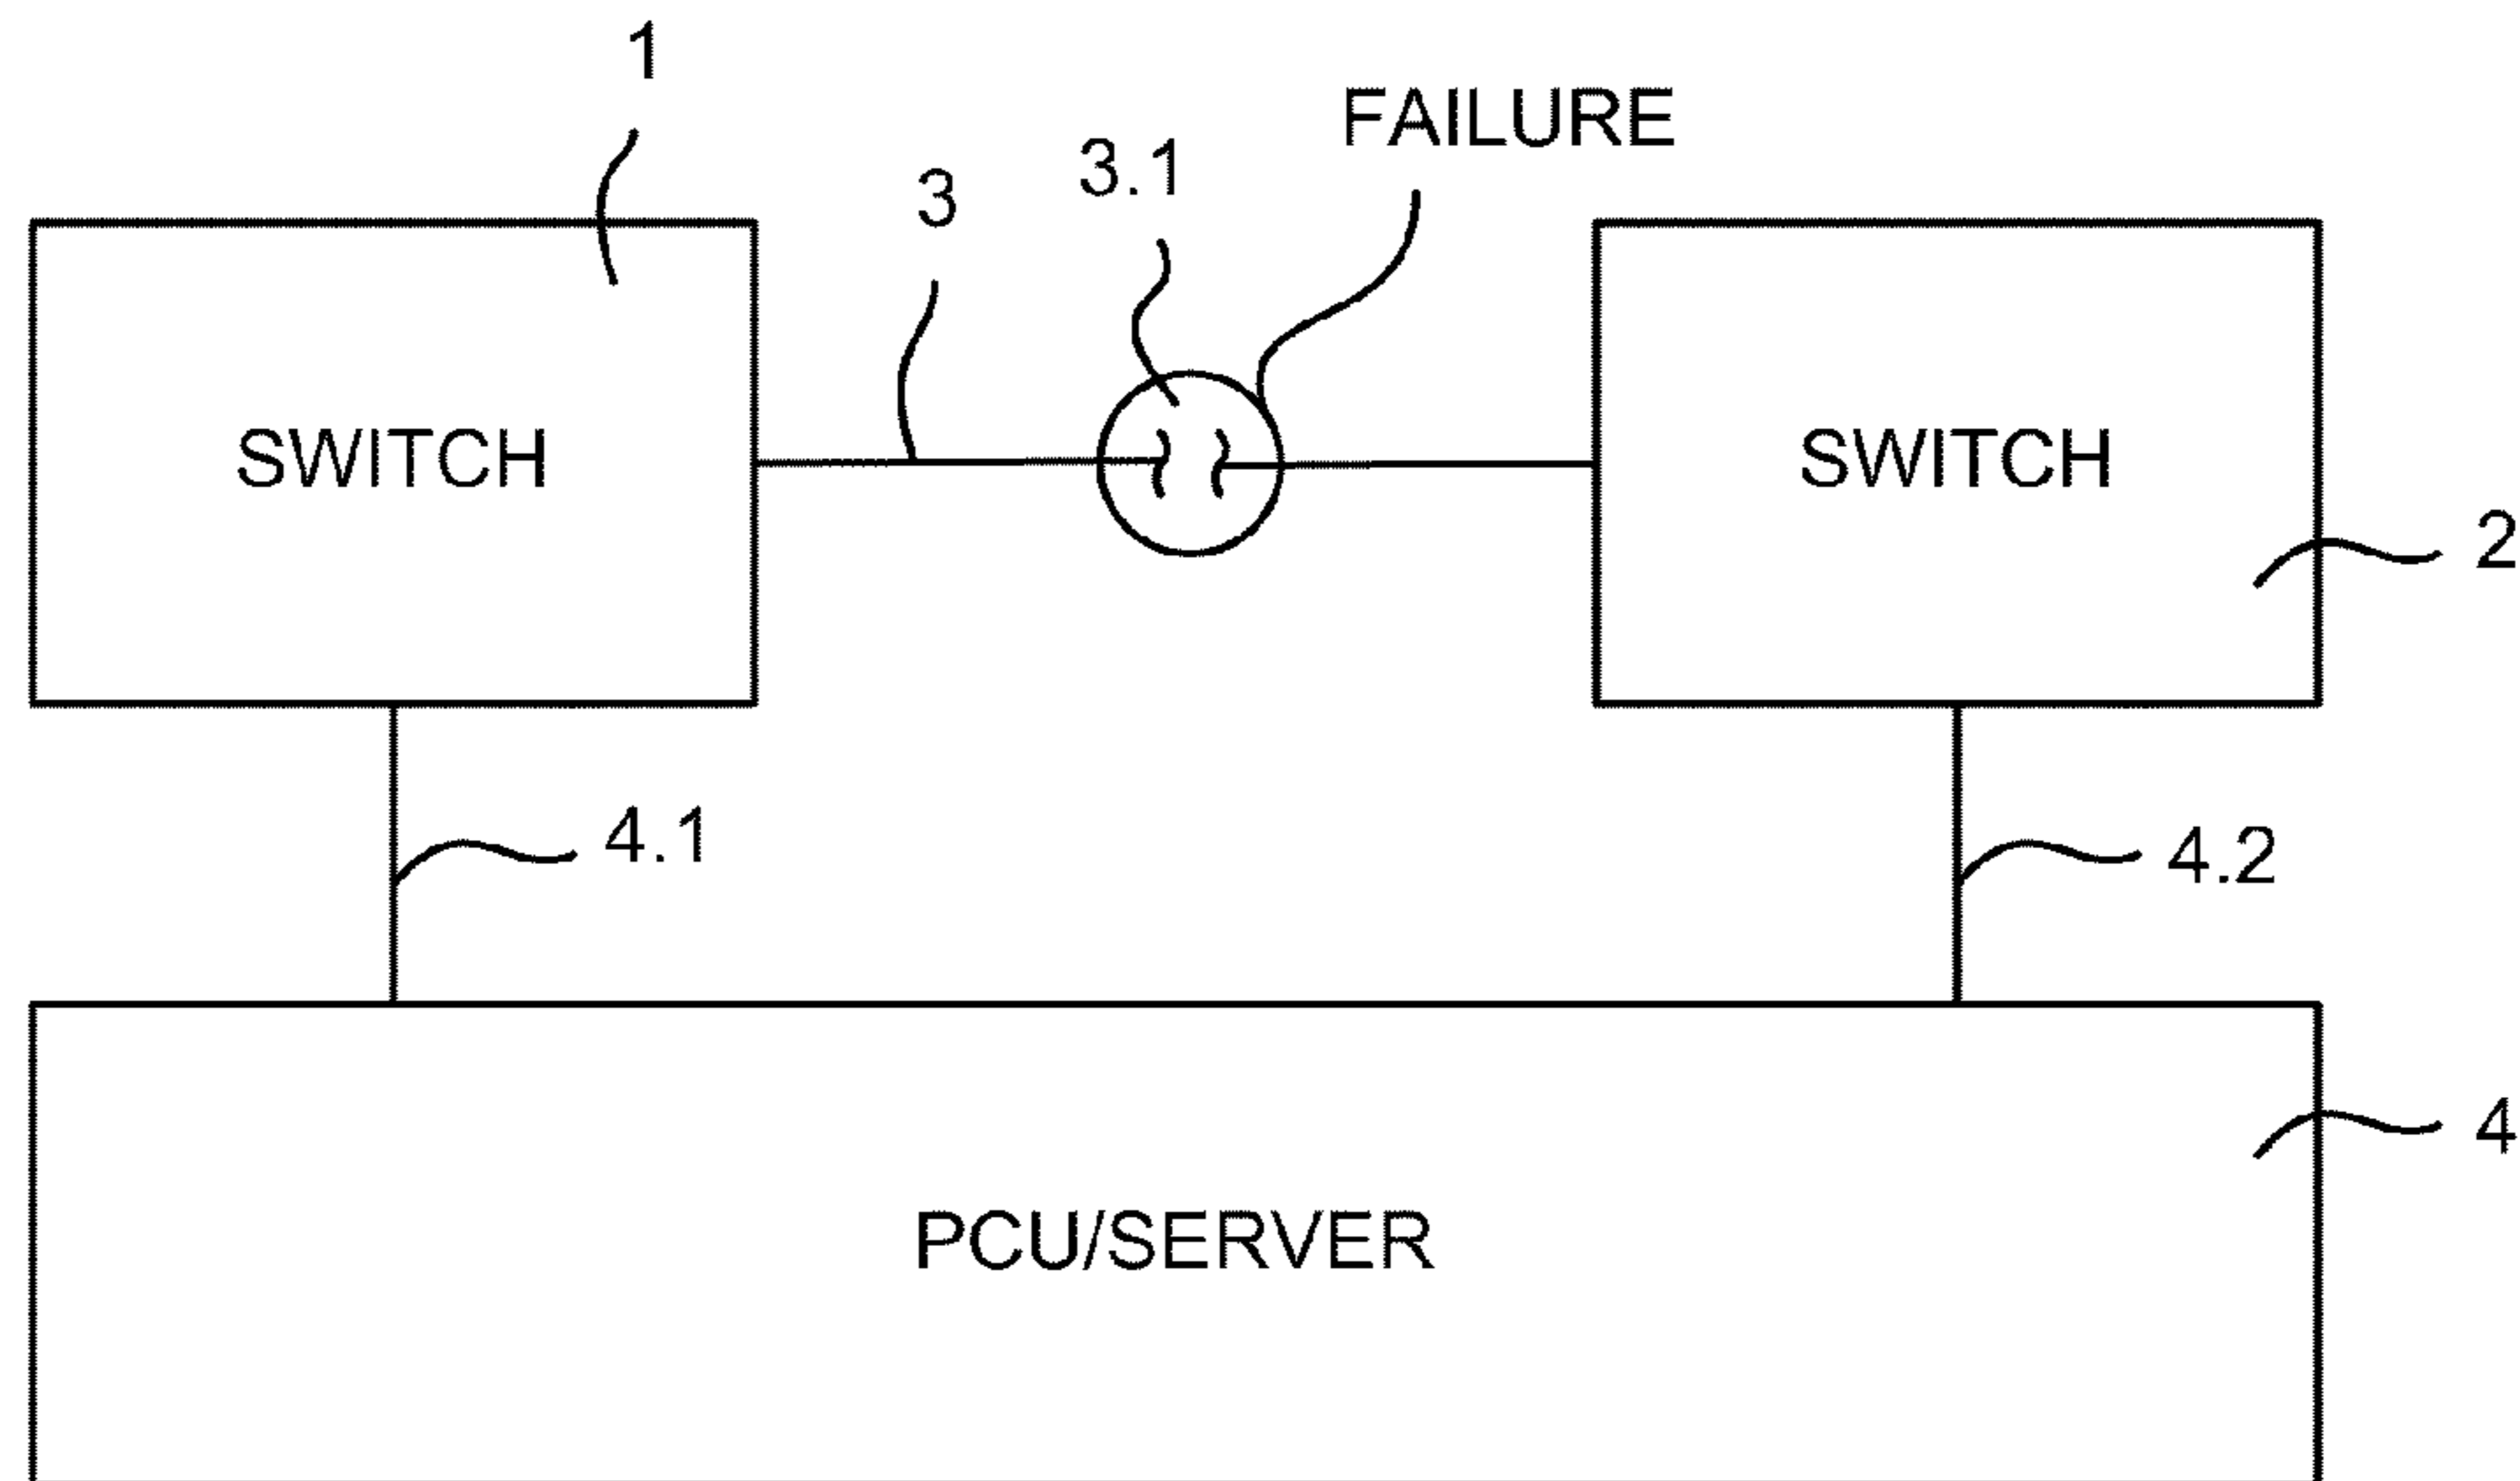 1
FAILURE
3.1
3
SWITCH
SWITCH
2
4.1
4.2
4
PCU/SERVER